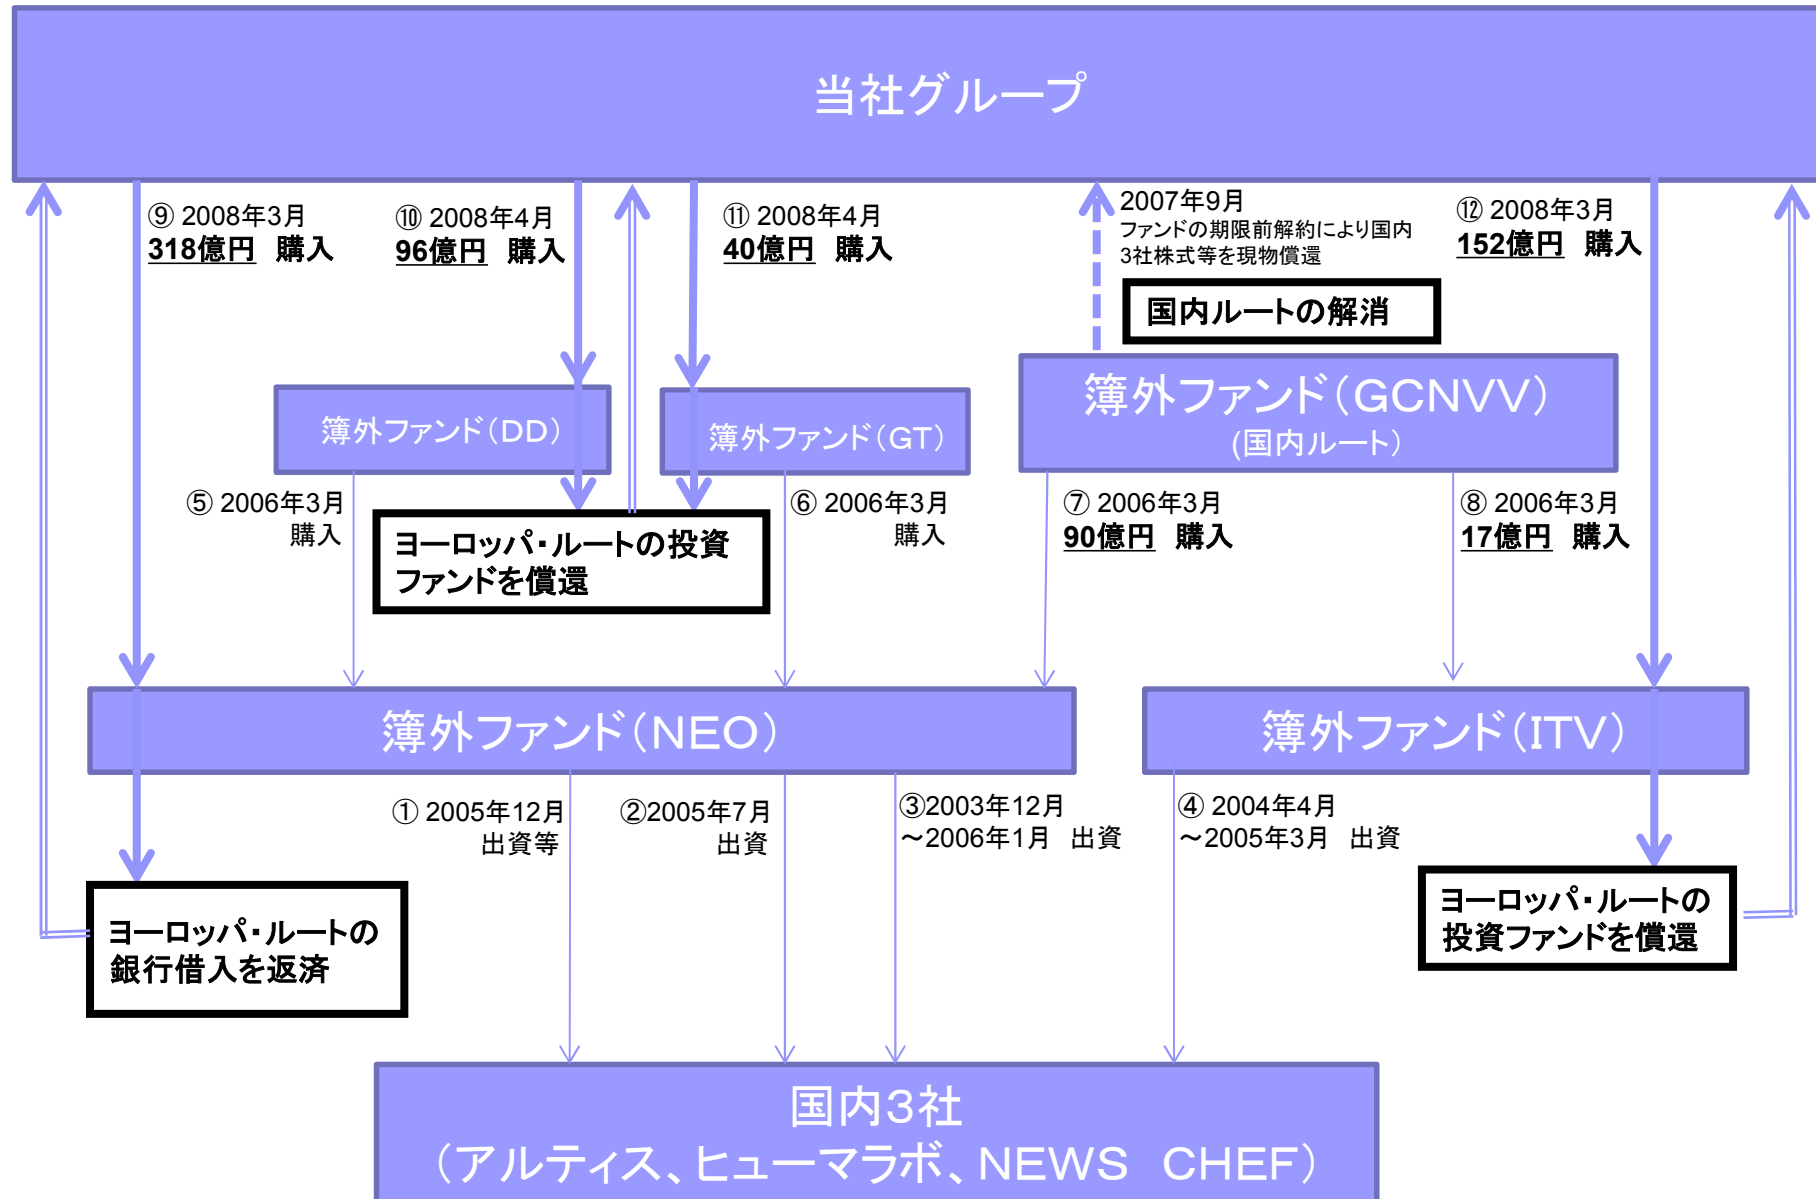 当社グループ
⑨ 2008年3月
318億円 購入
⑩ 2008年4月
96億円 購入
⑪ 2008年4月
40億円 購入
2007年9月
ファンドの期限前解約により国内
3社株式等を現物償還
国内ルートの解消
⑫ 2008年3月
152億円 購入
簿外ファンド(DD)
簿外ファンド(GT)
簿外ファンド(GCNVV)
(国内ルート)
⑤ 2006年3月
購入
ヨーロッパ・ルートの投資
ファンドを償還
⑥ 2006年3月
購入
⑦ 2006年3月
90億円 購入
⑧ 2006年3月
17億円 購入
簿外ファンド(NEO)
簿外ファンド(ITV)
① 2005年12月
出資等
②2005年7月
出資
③2003年12月
～2006年1月 出資
④ 2004年4月
～2005年3月 出資
ヨーロッパ・ルートの
銀行借入を返済
ヨーロッパ・ルートの
投資ファンドを償還
国内3社
(アルティス、ヒューマラボ、NEWS CHEF)